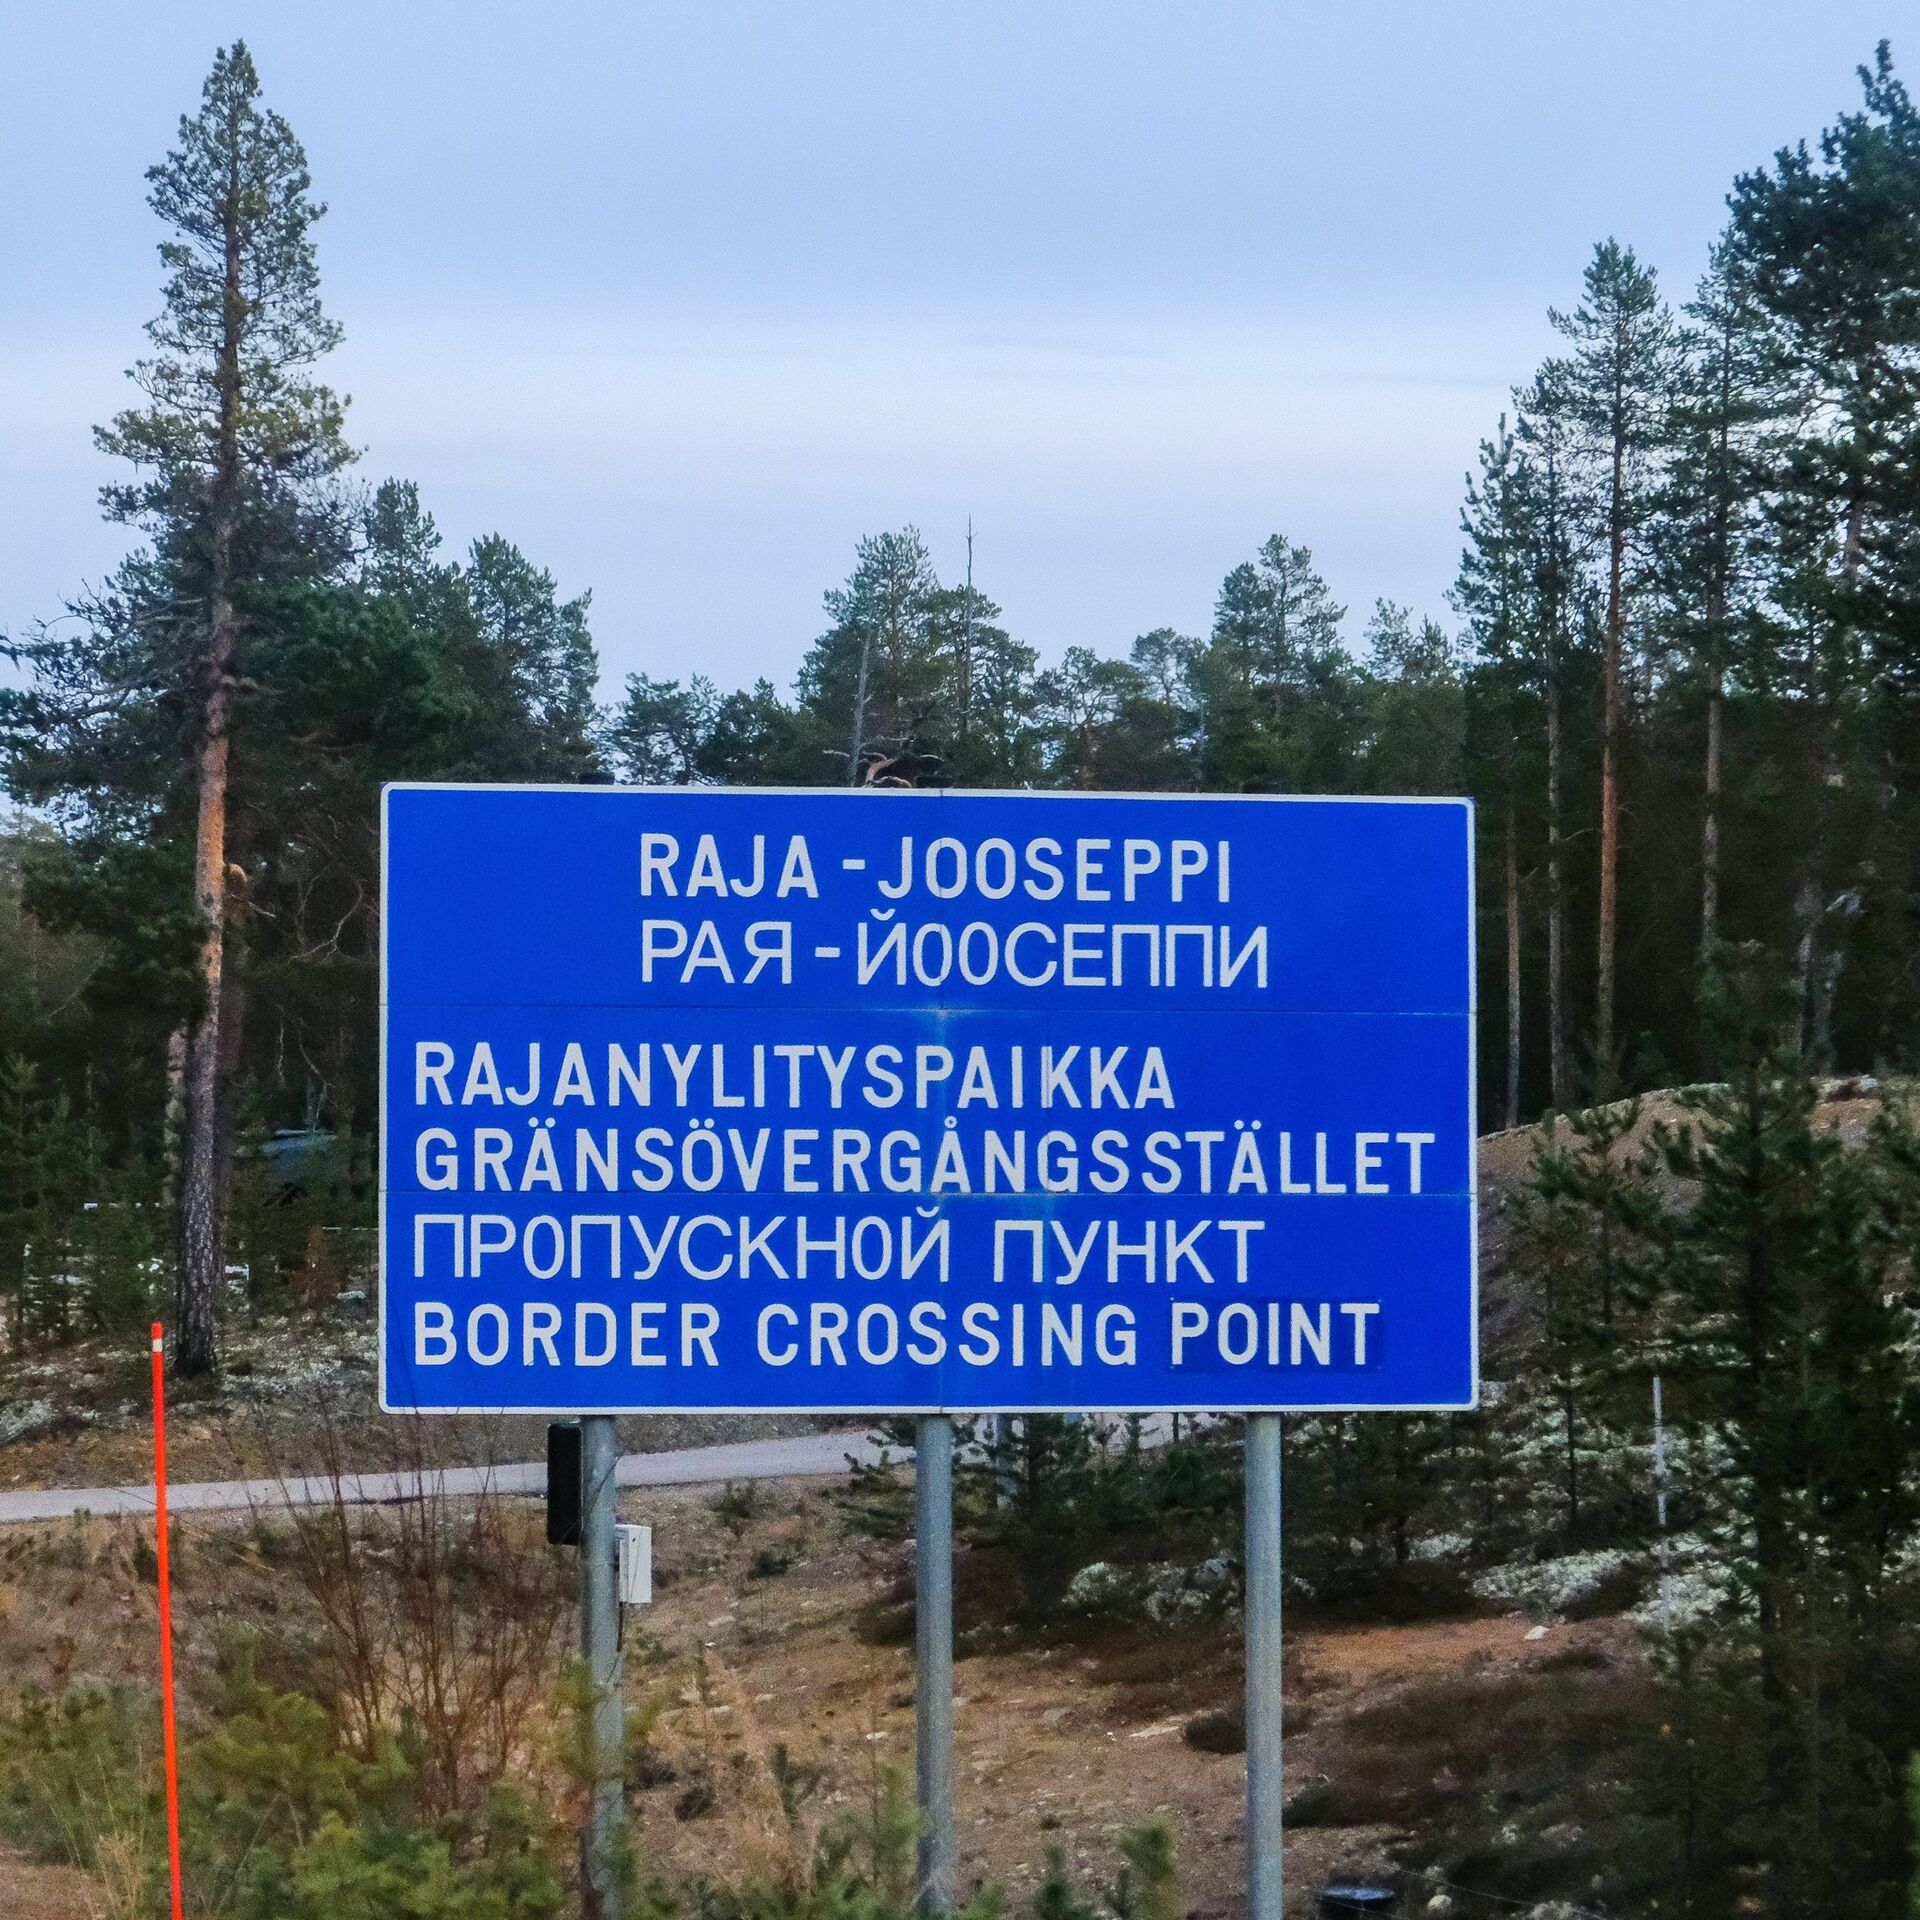 RAJA-JOOSEPPI
РАЯ-ЙООСЕППИ
RAJANYLITYSPAIKKA
GRÄNSÖVERGÅNGSSTÄLLET
ПРОПУСКНОЙ ПУНКТ
BORDER CROSSING POINT